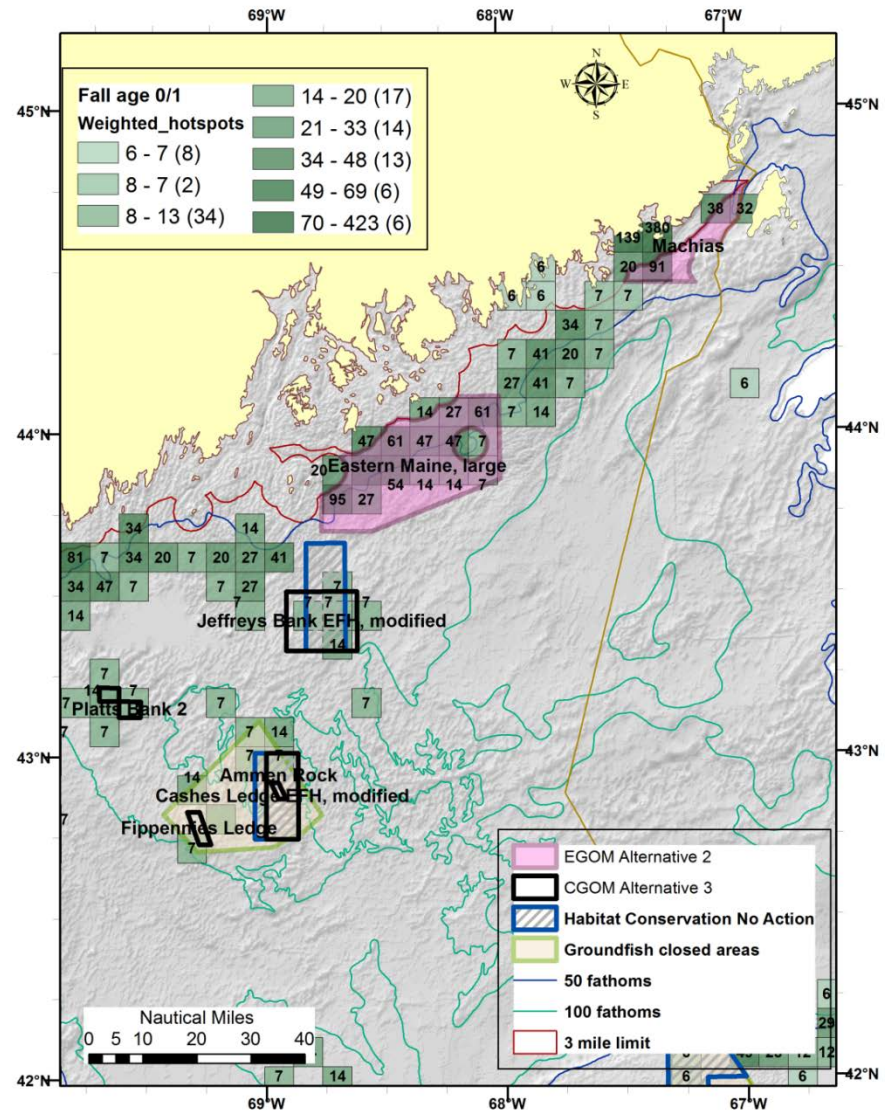 69°W 68°W 67°W
N
W E
S
45°N 45°N
Fall age 0/1
Weighted_hotspots
6 - 7 (8)
8 - 7 (2)
8 - 13 (34)
14 - 20 (17)
21 - 33 (14)
34 - 48 (13)
49 - 69 (6)
70 - 423 (6)
38 32
380
139
Machias
20 91
6
6 6 7 7
34 7
7 41 20 7
27 41 7
6
14 27 61 7 14
44°N 44°N
47 61 47 47 7
20 Eastern Maine, large
54 14 14 7
95 27
34 14
81 7 34 20 7 20 27 41
34 47 7 7 27 7
7 7 7 7
14
Jeffreys Bank EFH, modified
14
7
14 7
7 7 7
Platts Bank 2
7 7 7 14
43°N 43°N
7 7
14 Ammen Rock
Cashes Ledge EFH, modified
7 Fippennies Ledge
7
EGOM Alternative 2
CGOM Alternative 3
Habitat Conservation No Action
Groundfish closed areas
50 fathoms
100 fathoms
3 mile limit
6
29
12
12
Nautical Miles
0 5 10 20 30 40
42°N 42°N
7 14 6 6
69°W 68°W 67°W